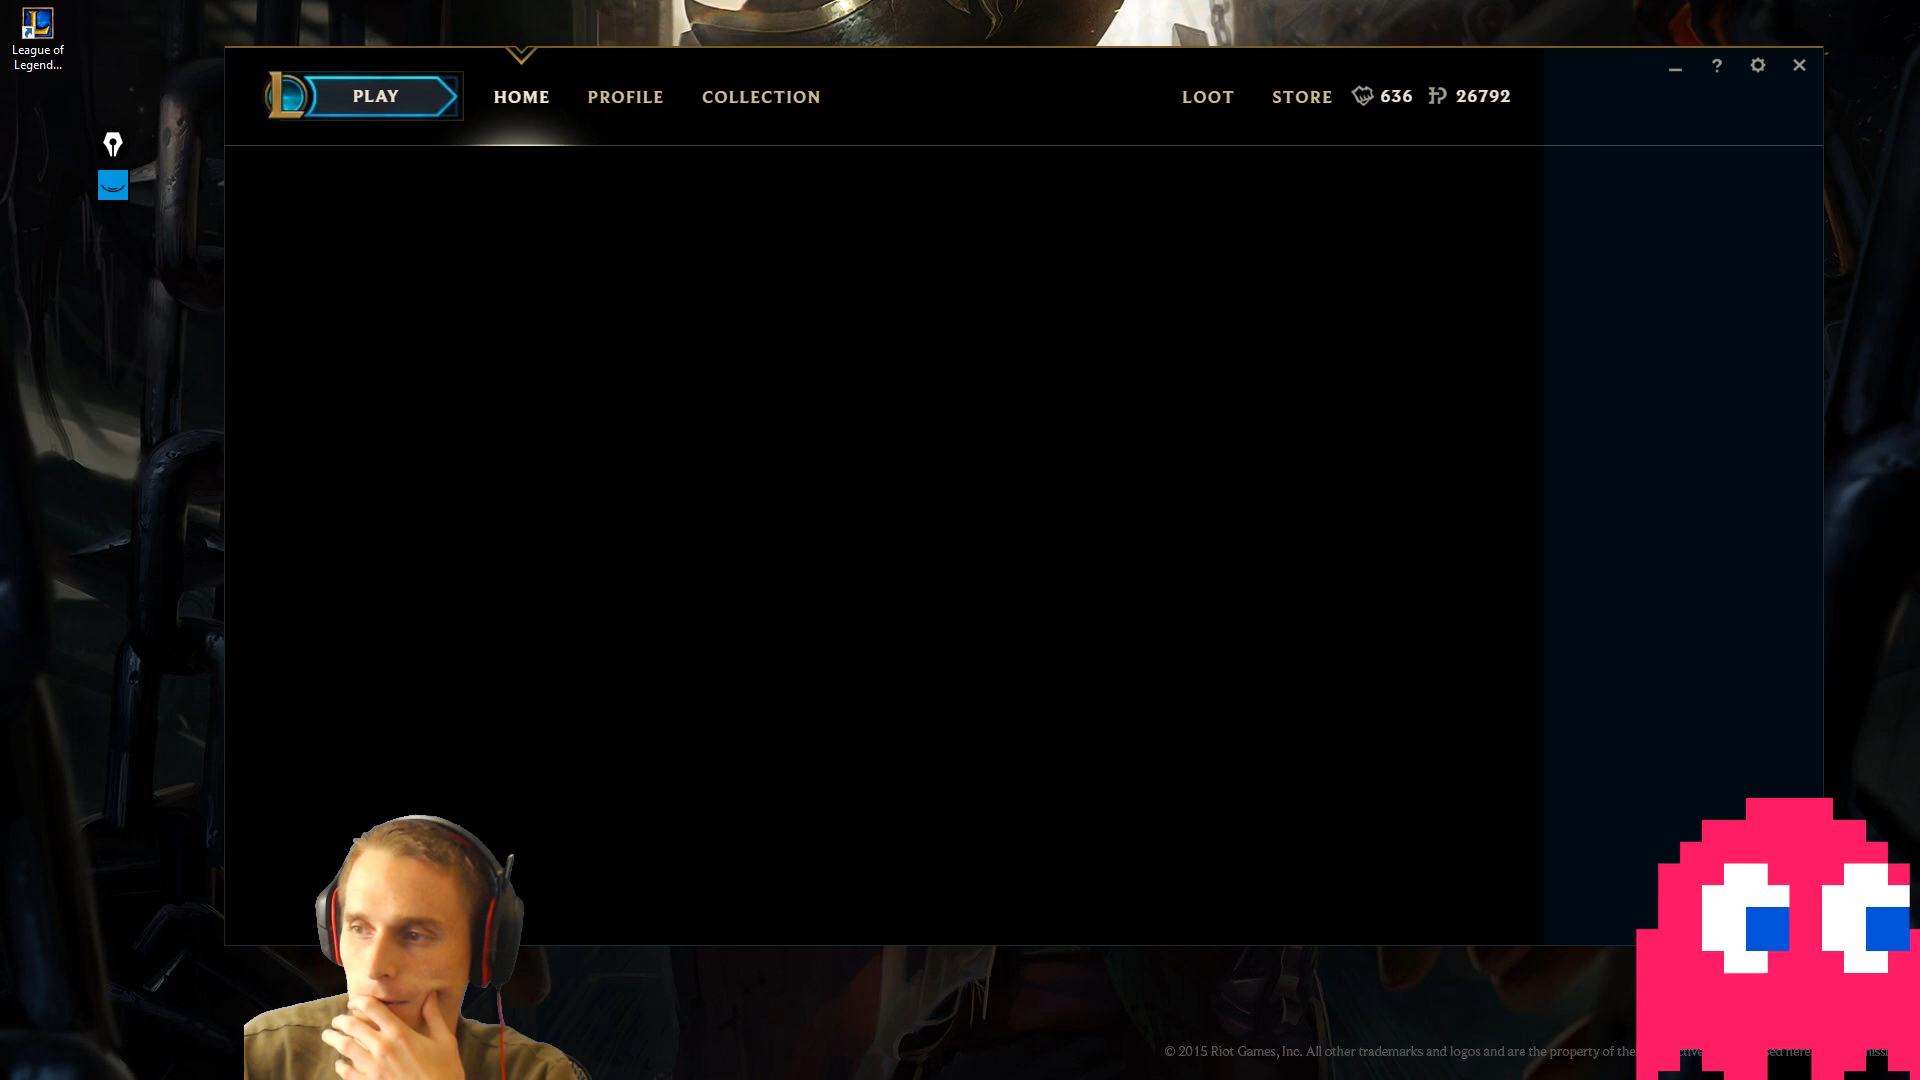 League of
Legend...
PLAY
HOME
PROFILE
COLLECTION
LOOT
STORE
636
26792
?
© 2015 Riot Games, Inc. All other trademarks and logos and are the property of the